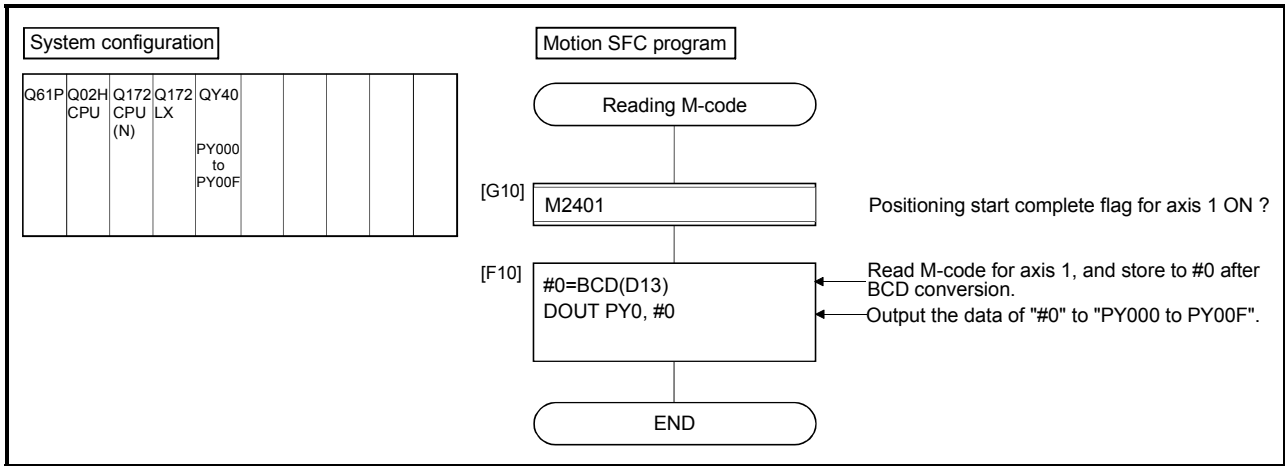 System configuration
Q61P Q02H CPU Q172 CPU (N) Q172 LX QY40 PY000 to PY00F
Motion SFC program
Reading M-code
[G10] M2401 Positioning start complete flag for axis 1 ON ?
[F10] #0=BCD(D13) Read M-code for axis 1, and store to #0 after
BCD conversion.
DOUT PY0, #0 Output the data of "#0" to "PY000 to PY00F".
END